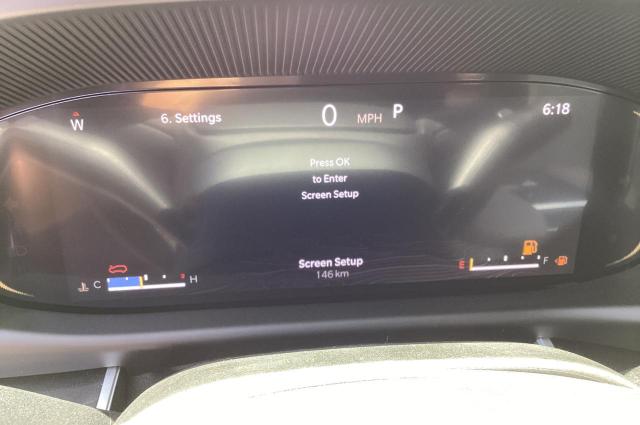 W
6. Settings
0 MPH P
6:18
Press OK
to Enter
Screen Setup
Screen Setup
146 km
C H
E F